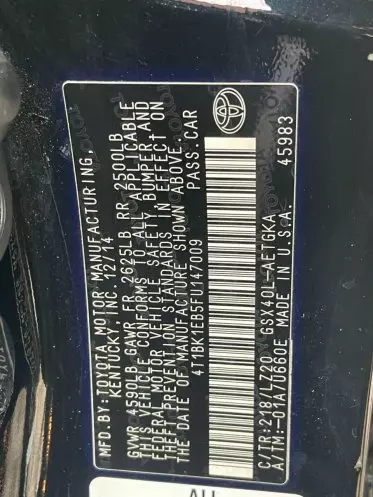 MFD. BY: TOYOTA MOTOR MANUFACTURING,
KENTUCKY, INC. 12/14
GVWR 4590LB GAWR FR. 2625LB RR. 2500LB
THIS VEHICLE CONFORMS TO ALL APPLICABLE
FEDERAL MOTOR VEHICLE SAFETY BUMPER AND
THEFT PREVENTION STANDARDS IN EFFECT ON
THE DATE OF MANUFACTURE SHOWN ABOVE.
4T1BK1EB5FU147009 PASS.CAR
C/TR:218/LZ20 GSX40L-AETGKA
A/TM:-03A/U660E MADE IN U.S.A. 45983